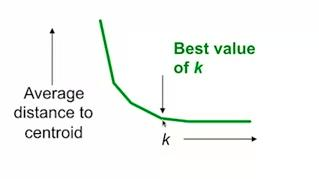 Best value
of k
Average
distance to
centroid
k